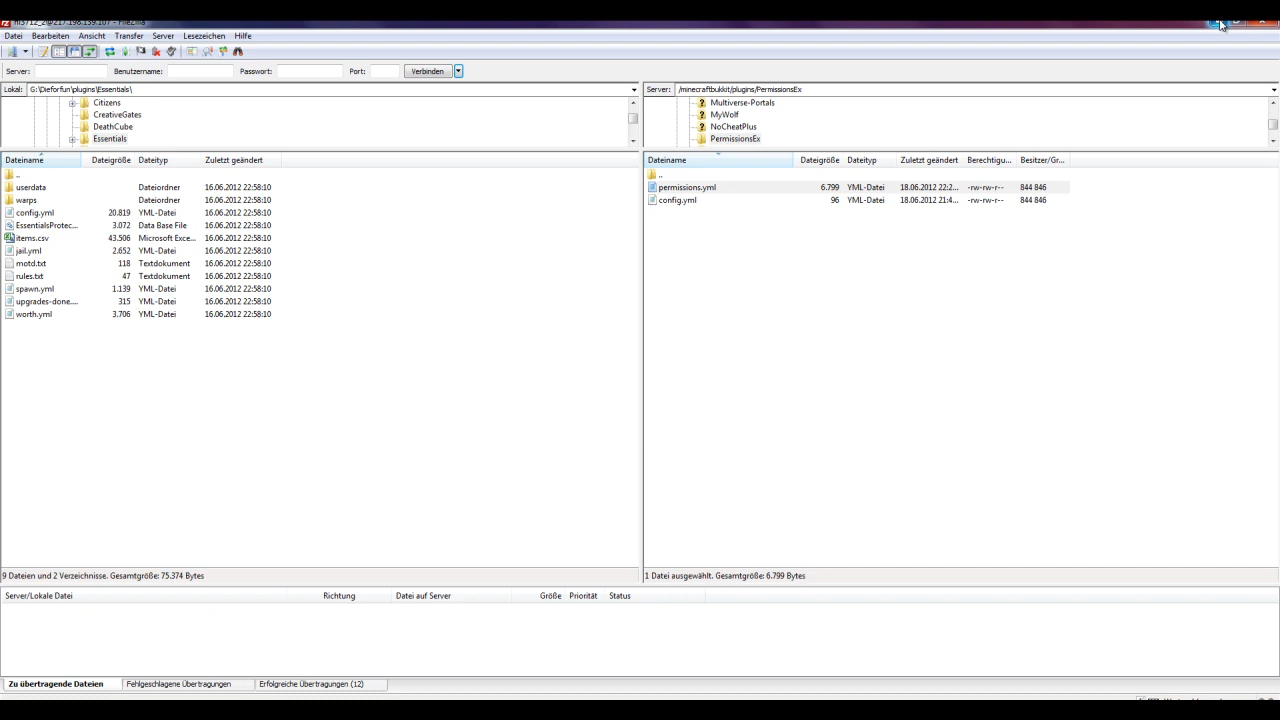 Datei Bearbeiten Ansicht Transfer Server Lesezeichen Hilfe
Server: Benutzername: Passwort: Port: Verbinden
Lokal: G:\Dieforfun\plugins\Essentials\
Citizens
CreativeGates
DeathCube
Essentials
Dateiname Dateigröße Dateityp Zuletzt geändert
..
userdata Dateiordner 16.06.2012 22:58:10
warps Dateiordner 16.06.2012 22:58:10
config.yml 20.819 YML-Datei 16.06.2012 22:58:10
EssentialsProtec... 3.072 Data Base File 16.06.2012 22:58:10
items.csv 43.506 Microsoft Exce... 16.06.2012 22:58:10
jail.yml 2.652 YML-Datei 16.06.2012 22:58:10
motd.txt 118 Textdokument 16.06.2012 22:58:10
rules.txt 47 Textdokument 16.06.2012 22:58:10
spawn.yml 1.139 YML-Datei 16.06.2012 22:58:10
upgrades-done.... 315 YML-Datei 16.06.2012 22:58:10
worth.yml 3.706 YML-Datei 16.06.2012 22:58:10
9 Dateien und 2 Verzeichnisse. Gesamtgröße: 75.374 Bytes
Server: /minecraftbukkit/plugins/PermissionsEx
Multiverse-Portals
MyWolf
NoCheatPlus
PermissionsEx
Dateiname Dateigröße Dateityp Zuletzt geändert Berechtigu... Besitzer/Gr...
..
permissions.yml 6.799 YML-Datei 18.06.2012 22:2... -rw-rw-r-- 844 846
config.yml 96 YML-Datei 18.06.2012 21:4... -rw-rw-r-- 844 846
1 Datei ausgewählt. Gesamtgröße: 6.799 Bytes
Server/Lokale Datei Richtung Datei auf Server Größe Priorität Status
Zu übertragende Dateien Fehlgeschlagene Übertragungen Erfolgreiche Übertragungen (12)